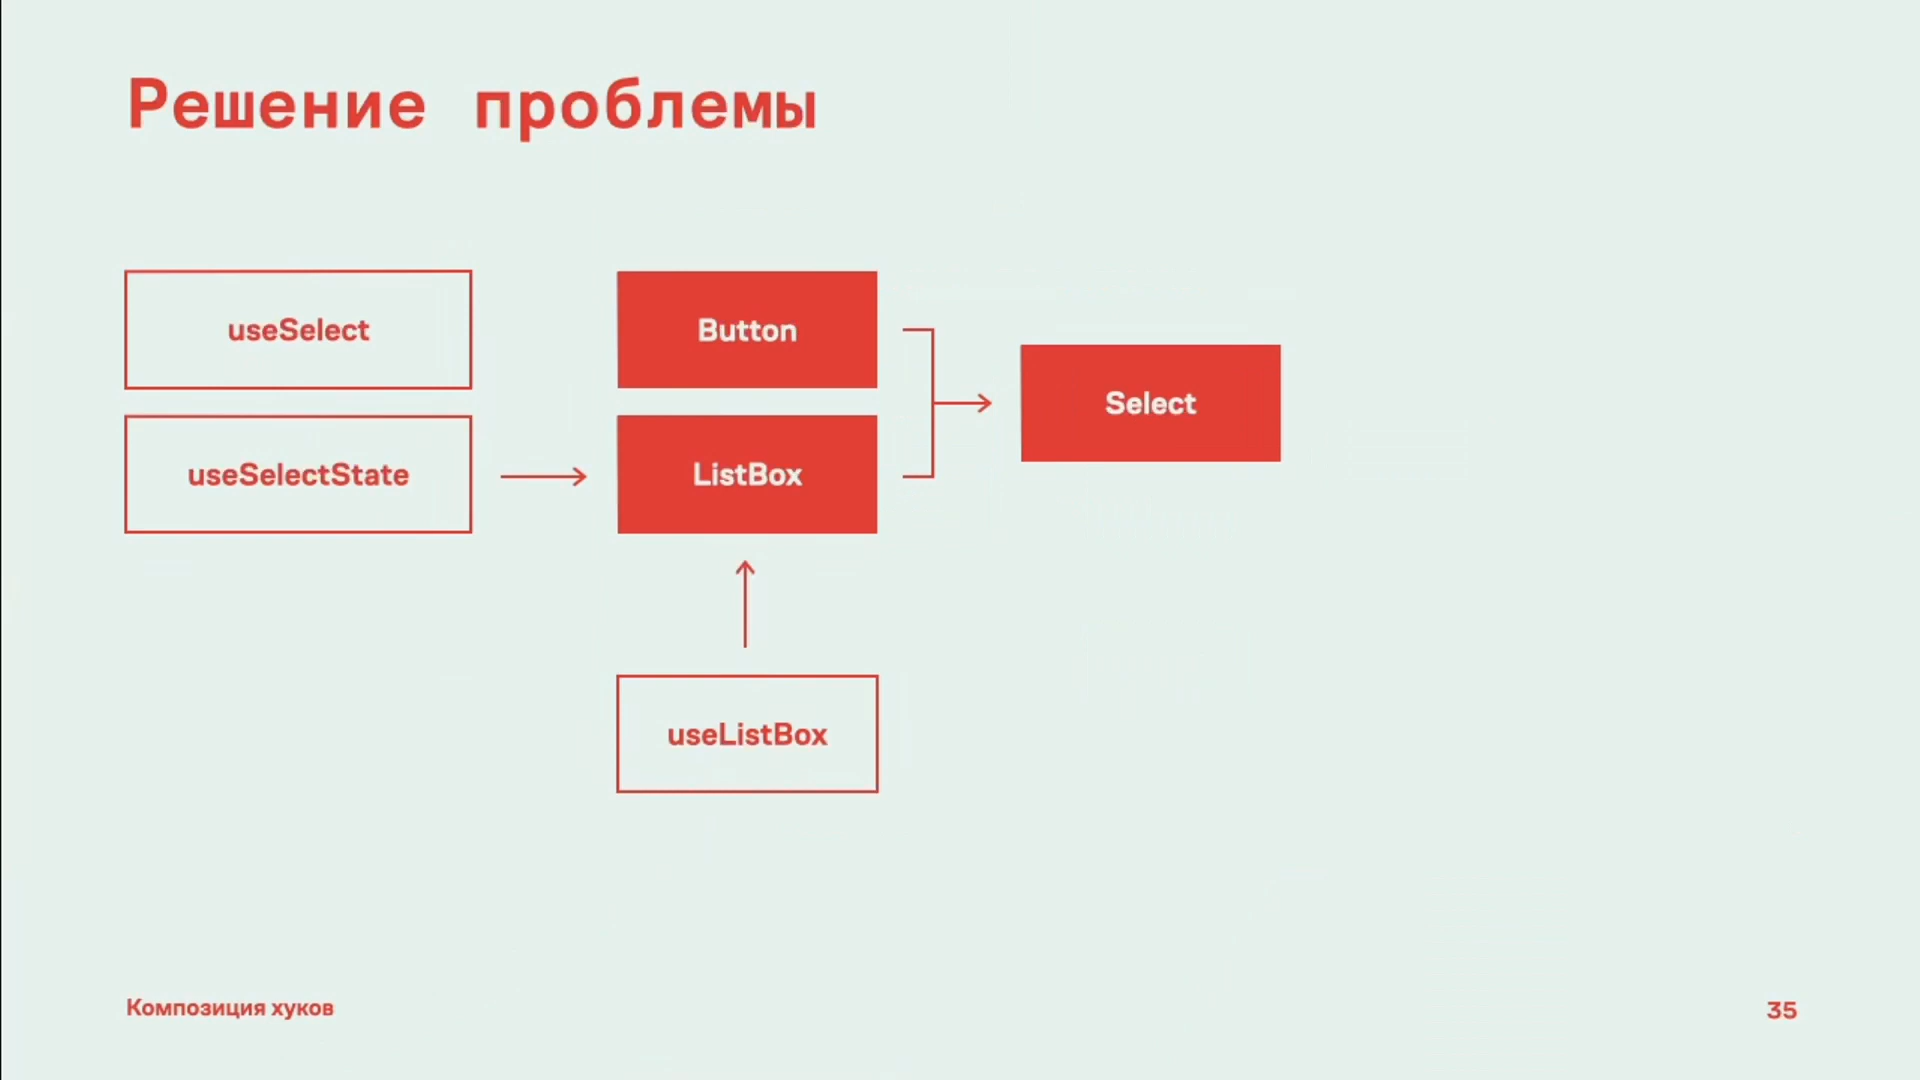 Решение проблемы
useSelect
Button
Select
useSelectState
ListBox
useListBox
Композиция хуков
35